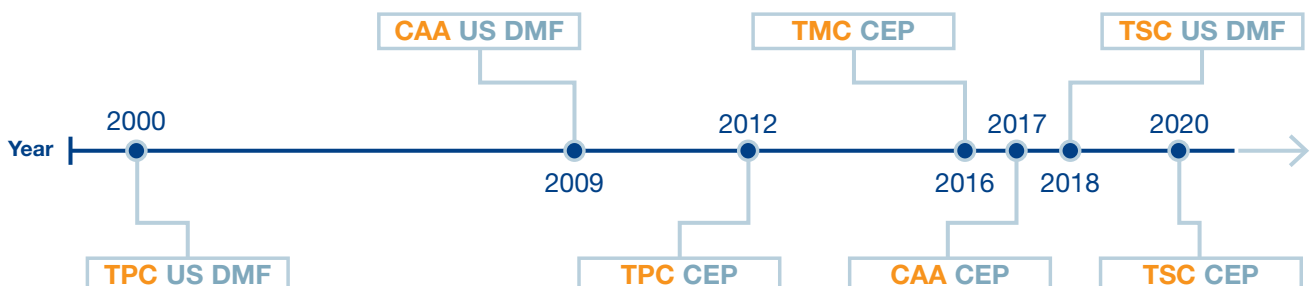 CAA US DMF
TMC CEP
TSC US DMF
2000
2012
2017
2020
Year
2009
2016
2018
TPC US DMF
TPC CEP
CAA CEP
TSC CEP